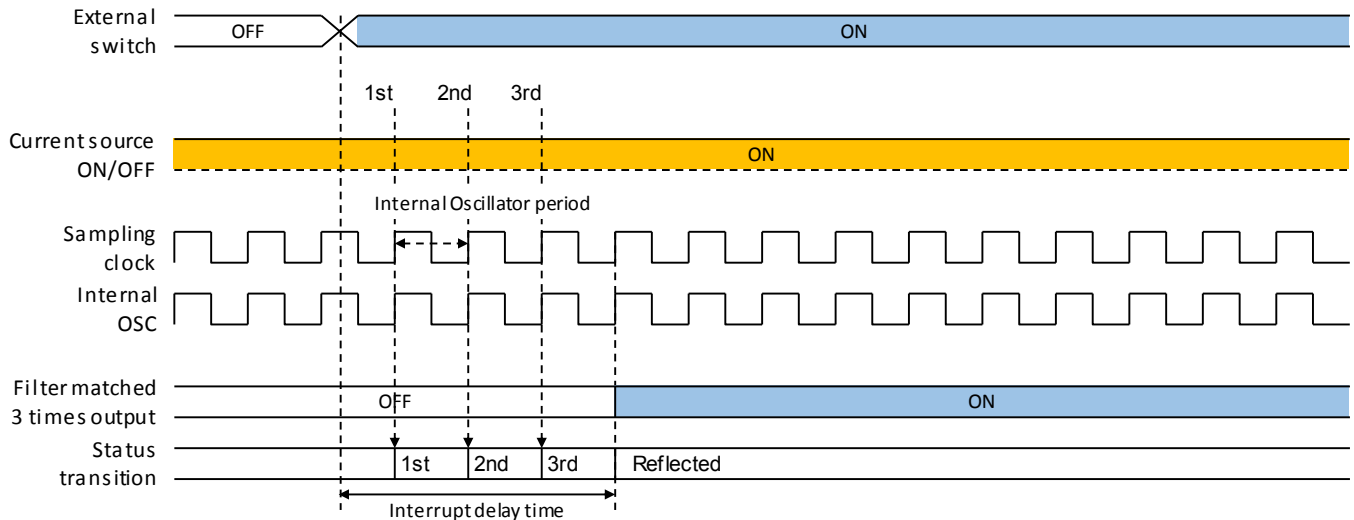 External
switch
OFF
ON
1st
2nd
3rd
Current source
ON/OFF
ON
Internal Oscillator period
Sampling
clock
Internal
OSC
Filter matched
3 times output
OFF
ON
Status
transition
1st
2nd
3rd
Reflected
Interrupt delay time